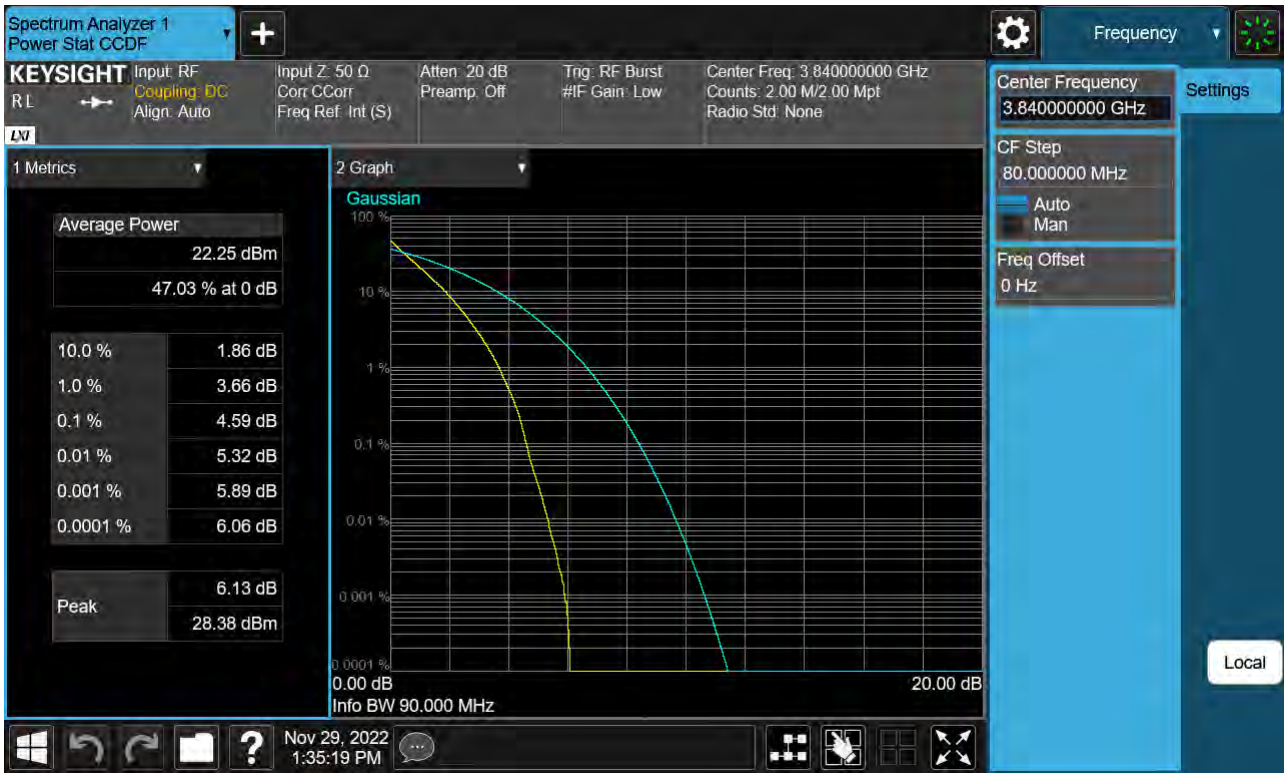 Spectrum Analyzer 1
Power Stat CCDF
+
Frequency
KEYSIGHT
R L
LXI
Input: RF
Coupling: DC
Align: Auto
Input Z: 50 Ω
Corr CCorr
Freq Ref: Int (S)
Atten: 20 dB
Preamp: Off
Trig: RF Burst
#IF Gain: Low
Center Freq: 3.840000000 GHz
Counts: 2.00 M/2.00 Mpt
Radio Std: None
Center Frequency
3.840000000 GHz
Settings
CF Step
80.000000 MHz
Auto
Man
Freq Offset
0 Hz
1 Metrics
Average Power
22.25 dBm
47.03 % at 0 dB
10.0 % 1.86 dB
1.0 % 3.66 dB
0.1 % 4.59 dB
0.01 % 5.32 dB
0.001 % 5.89 dB
0.0001 % 6.06 dB
Peak
6.13 dB
28.38 dBm
2 Graph
Gaussian
100 %
10 %
1 %
0.1 %
0.01 %
0.001 %
0.0001 %
0.00 dB 20.00 dB
Info BW 90.000 MHz
Local
?
Nov 29, 2022
1:35:19 PM